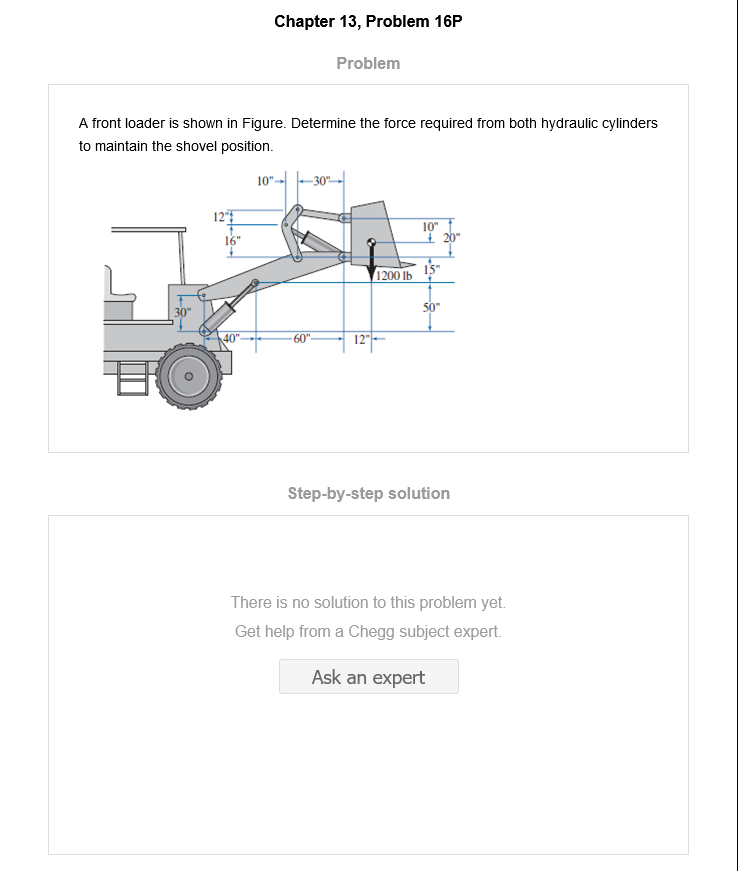 Chapter 13, Problem 16P
Problem
A front loader is shown in Figure. Determine the force required from both hydraulic cylinders
to maintain the shovel position.
10"
30"
12"
16"
10"
20"
1200 lb
15"
30"
50"
40"
60"
12"
Step-by-step solution
There is no solution to this problem yet.
Get help from a Chegg subject expert.
Ask an expert